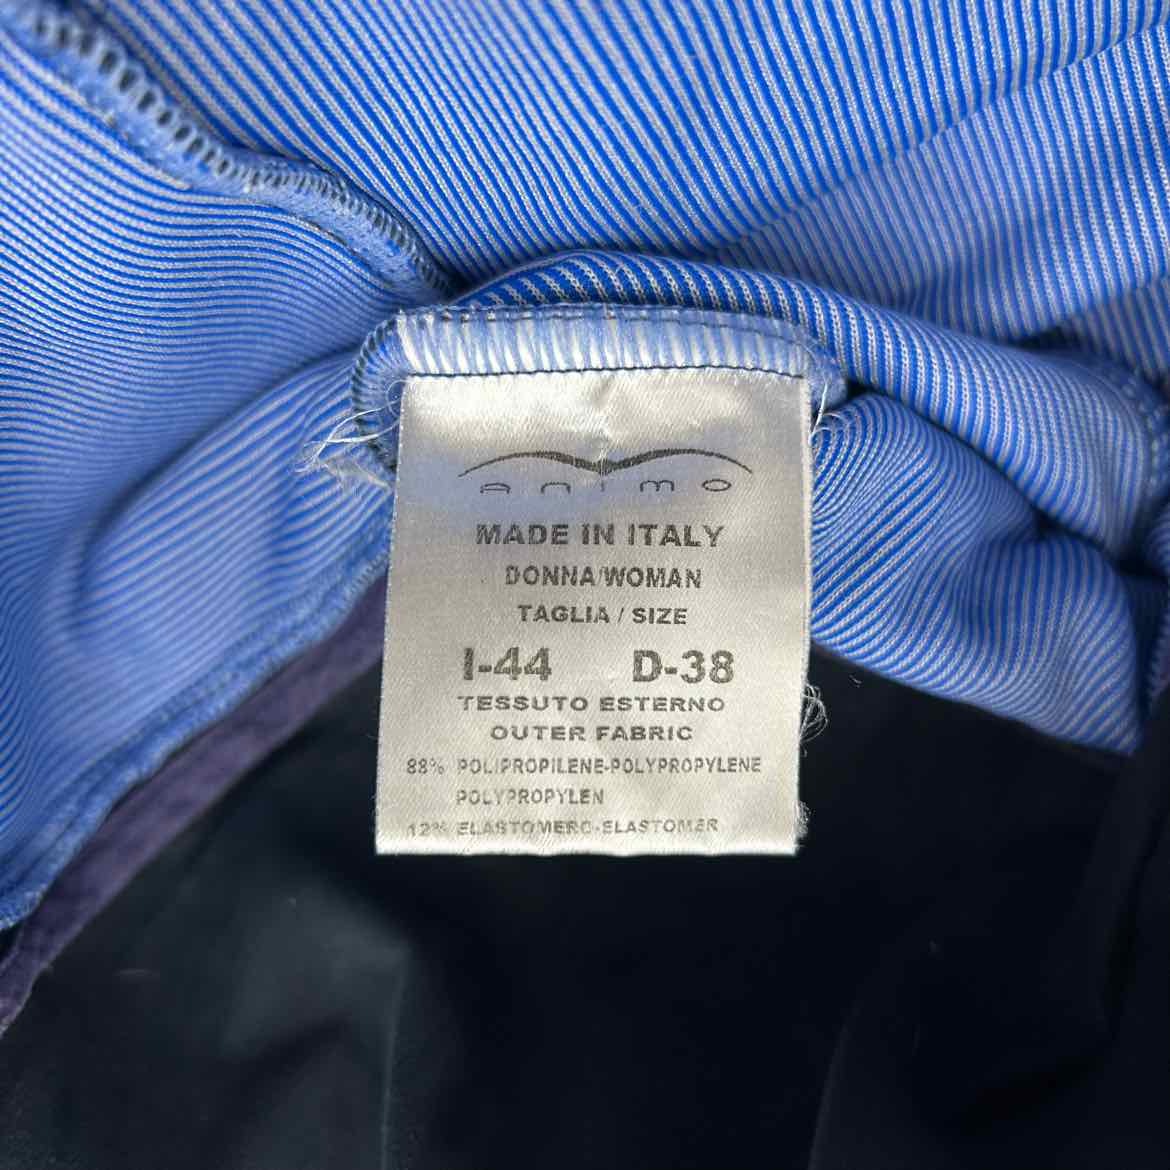 animo
MADE IN ITALY
DONNA/WOMAN
TAGLIA / SIZE
I-44 D-38
TESSUTO ESTERNO
OUTER FABRIC
88% POLIPROPILENE-POLYPROPYLENE
POLYPROPYLEN
12% ELASTOMERO-ELASTOMER